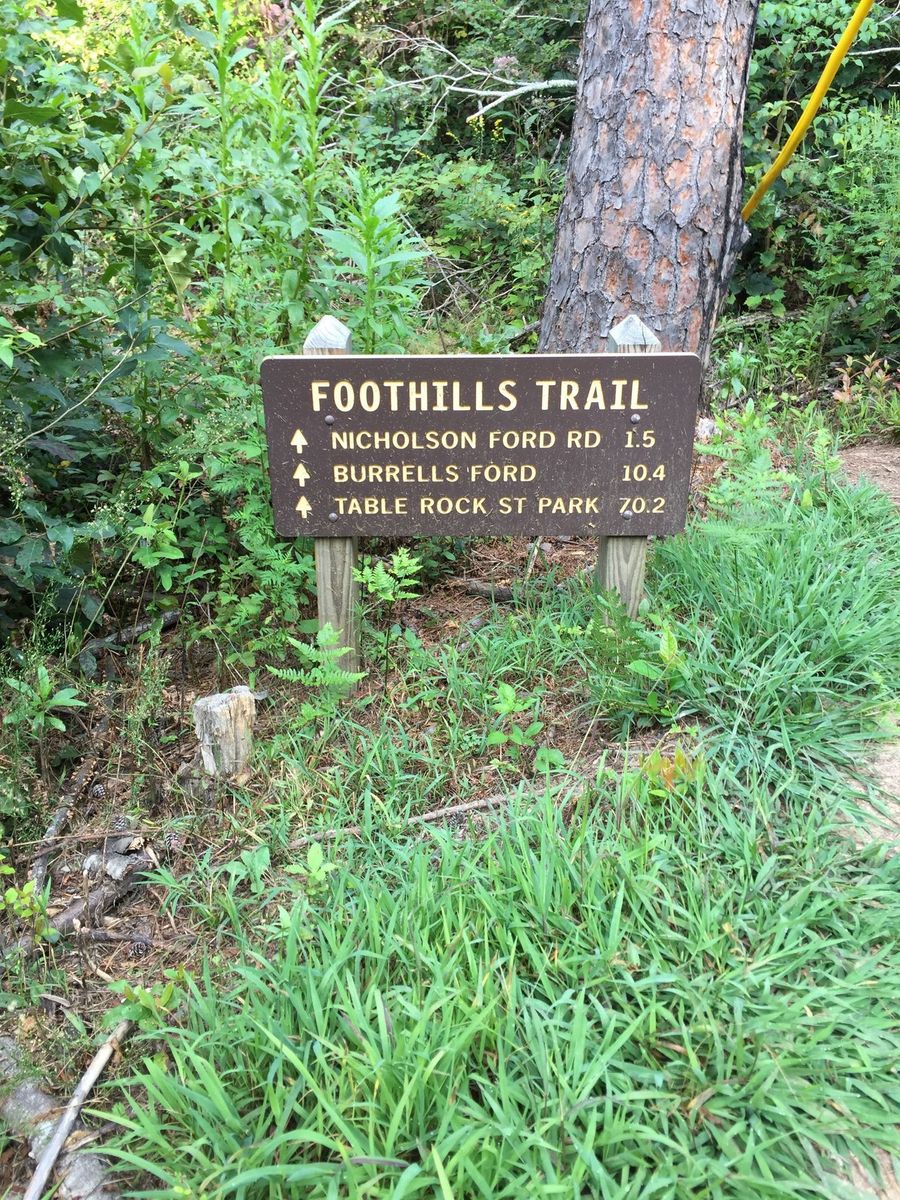 FOOTHILLS TRAIL
NICHOLSON FORD RD 1.5
BURRELLS FORD 10.4
TABLE ROCK ST PARK 70.2